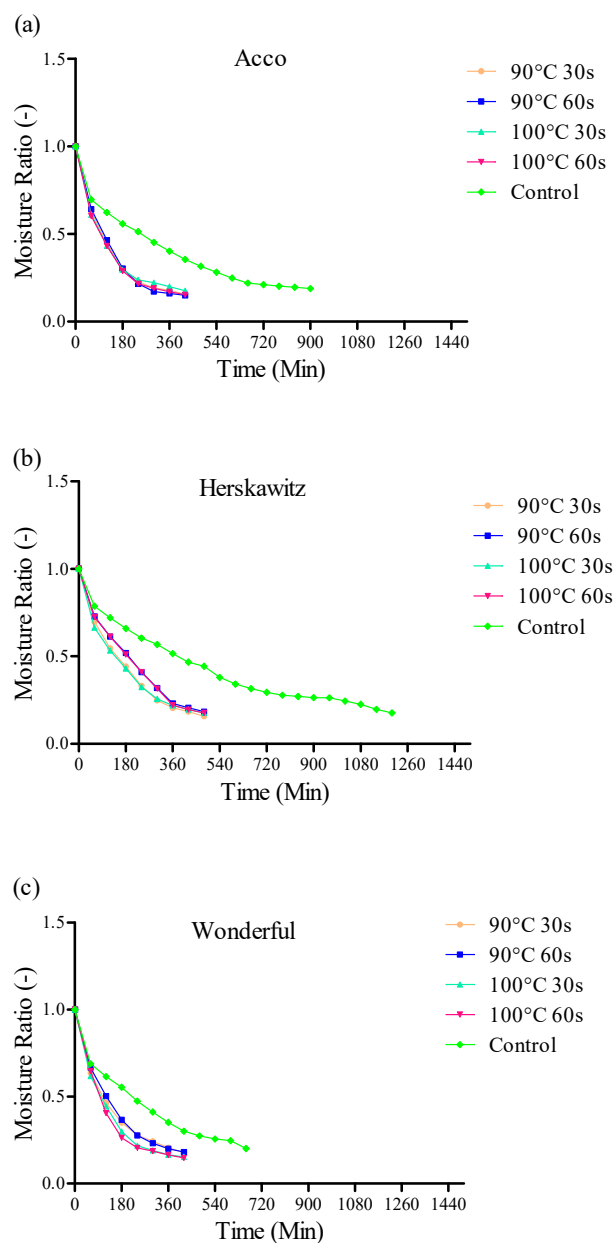 (a)
Acco
1.5
1.0
0.5
0.0
Moisture Ratio (-)
0 180 360 540 720 900 1080 1260 1440
Time (Min)
90°C 30s
90°C 60s
100°C 30s
100°C 60s
Control
(b)
Herskawitz
1.5
1.0
0.5
0.0
Moisture Ratio (-)
0 180 360 540 720 900 1080 1260 1440
Time (Min)
90°C 30s
90°C 60s
100°C 30s
100°C 60s
Control
(c)
Wonderful
1.5
1.0
0.5
0.0
Moisture Ratio (-)
0 180 360 540 720 900 1080 1260 1440
Time (Min)
90°C 30s
90°C 60s
100°C 30s
100°C 60s
Control